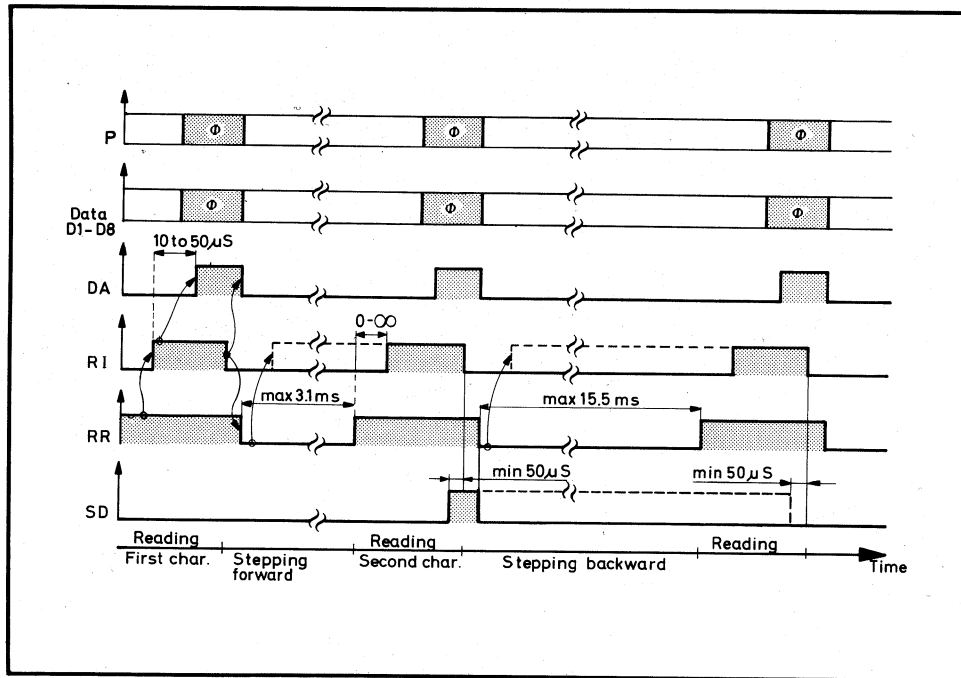 P
Φ Φ Φ
Data
D1-D8
Φ Φ Φ
10 to 50µS
DA
0-∞
RI
max 3.1 ms
max 15.5 ms
RR
min 50µS
min 50µS
SD
Reading
Reading
Reading
First char.
Stepping
forward
Second char.
Stepping backward
Time